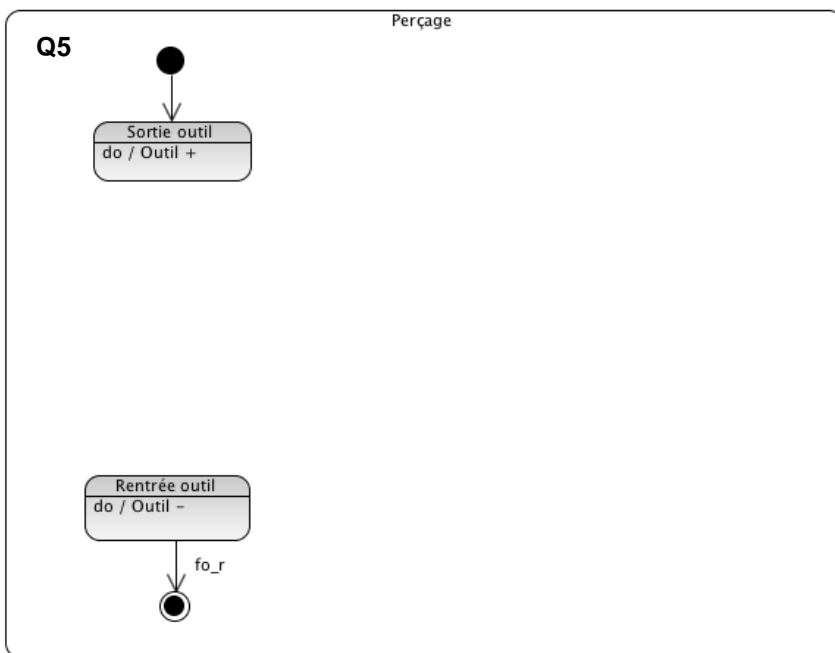 Perçage
Q5
Sortie outil
do / Outil +
Rentrée outil
do / Outil -
fo_r